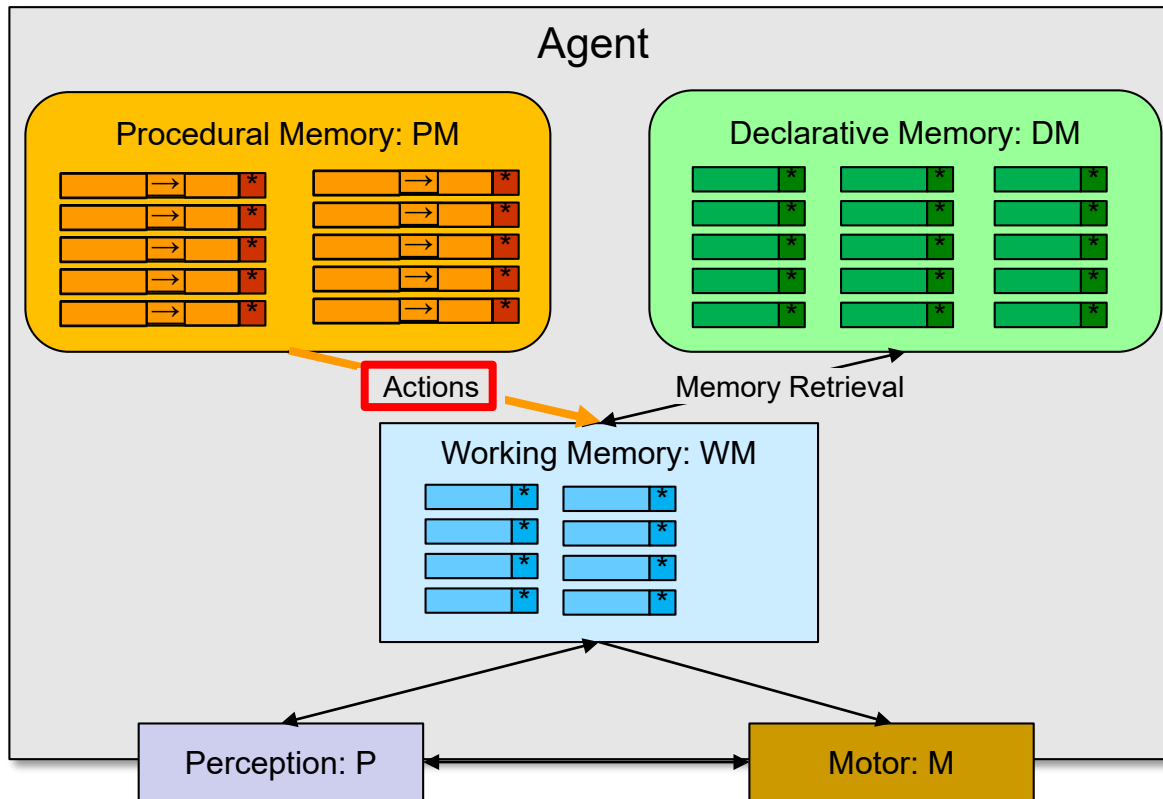 Agent
Procedural Memory: PM
Declarative Memory: DM
→ * → * * * *
→ * → * * * *
→ * → * * * *
→ * → * * * *
→ * → * * * *
Actions
Memory Retrieval
Working Memory: WM
* *
* *
* *
* *
Perception: P
Motor: M